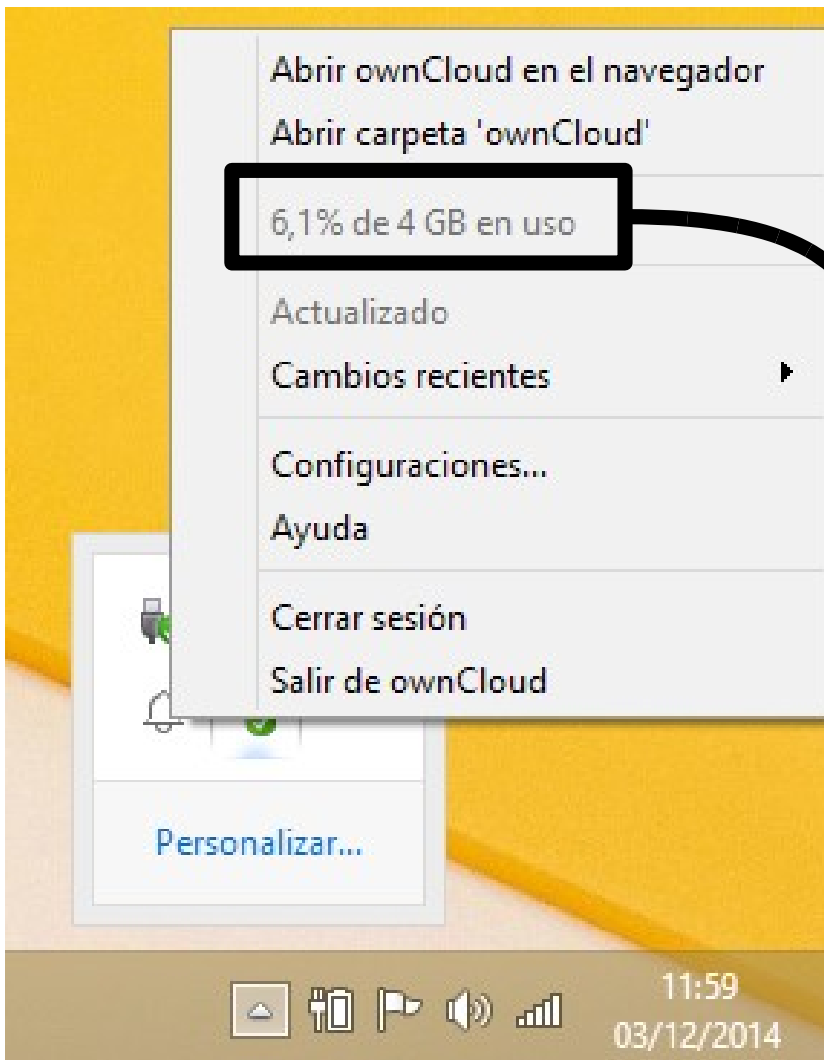 Abrir ownCloud en el navegador
Abrir carpeta 'ownCloud'
6,1% de 4 GB en uso
Actualizado
Cambios recientes
Configuraciones...
Ayuda
Cerrar sesión
Salir de ownCloud
Personalizar...
11:59
03/12/2014